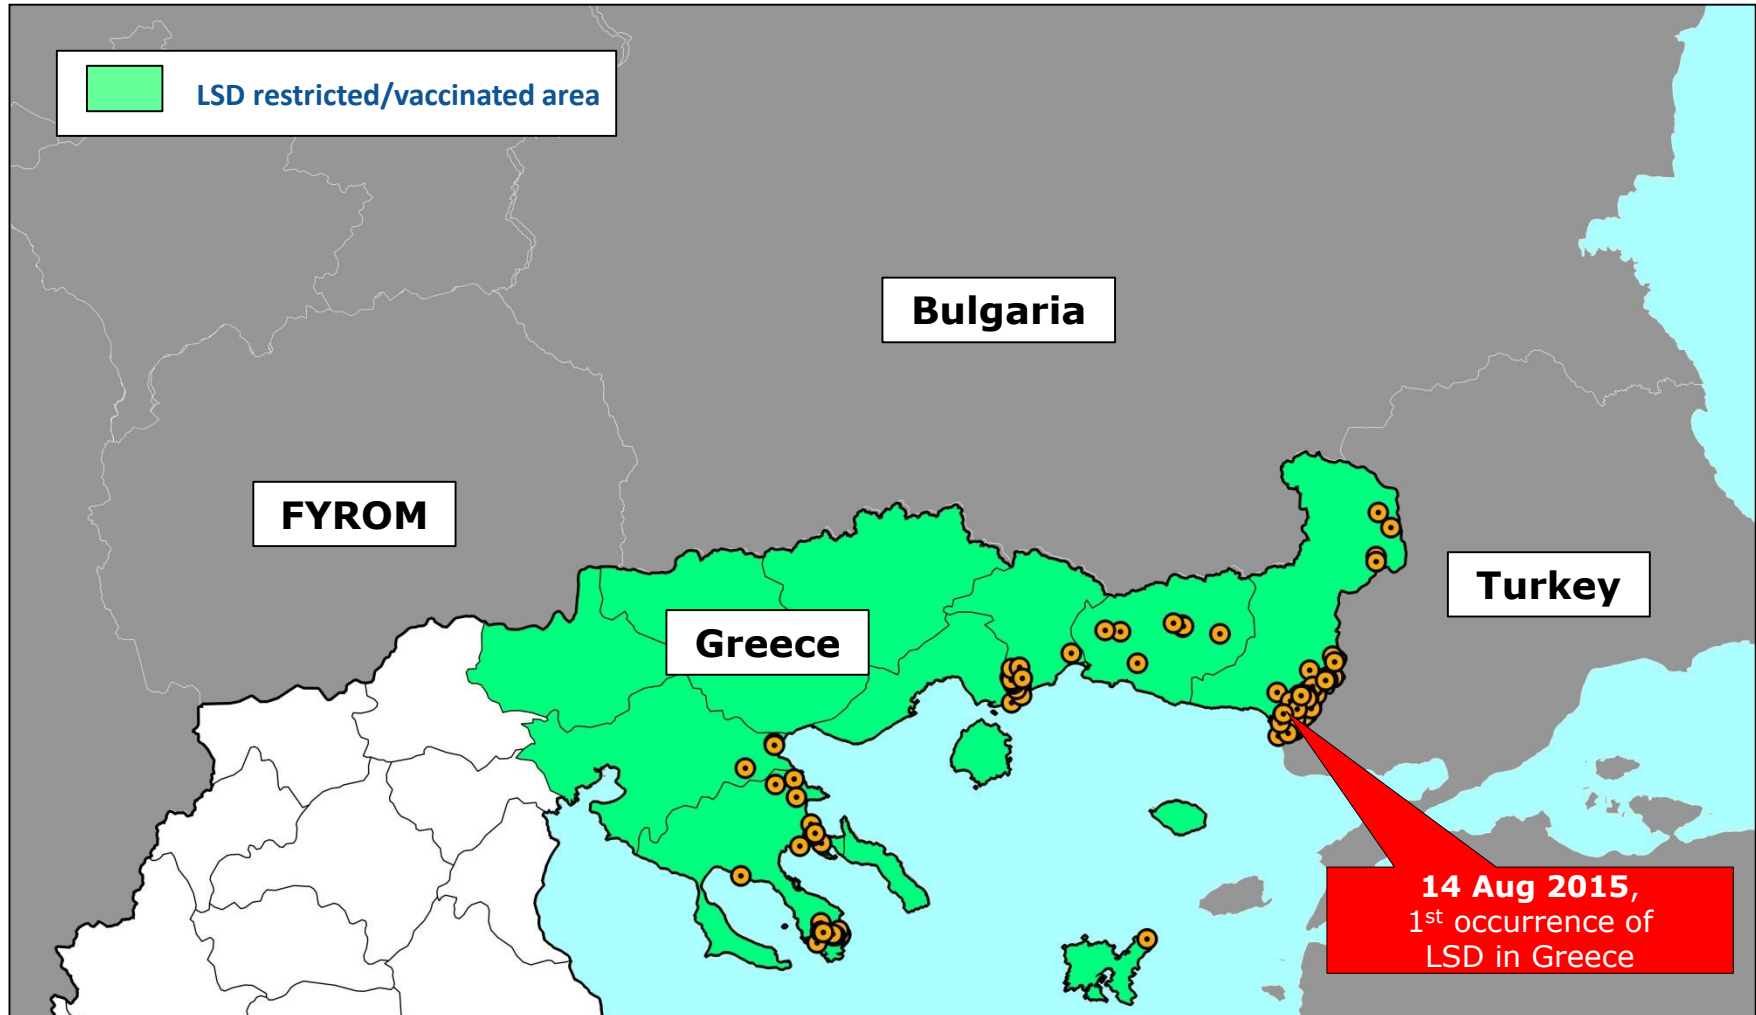 LSD restricted/vaccinated area
Bulgaria
FYROM
Turkey
Greece
14 Aug 2015,
1st occurrence of
LSD in Greece